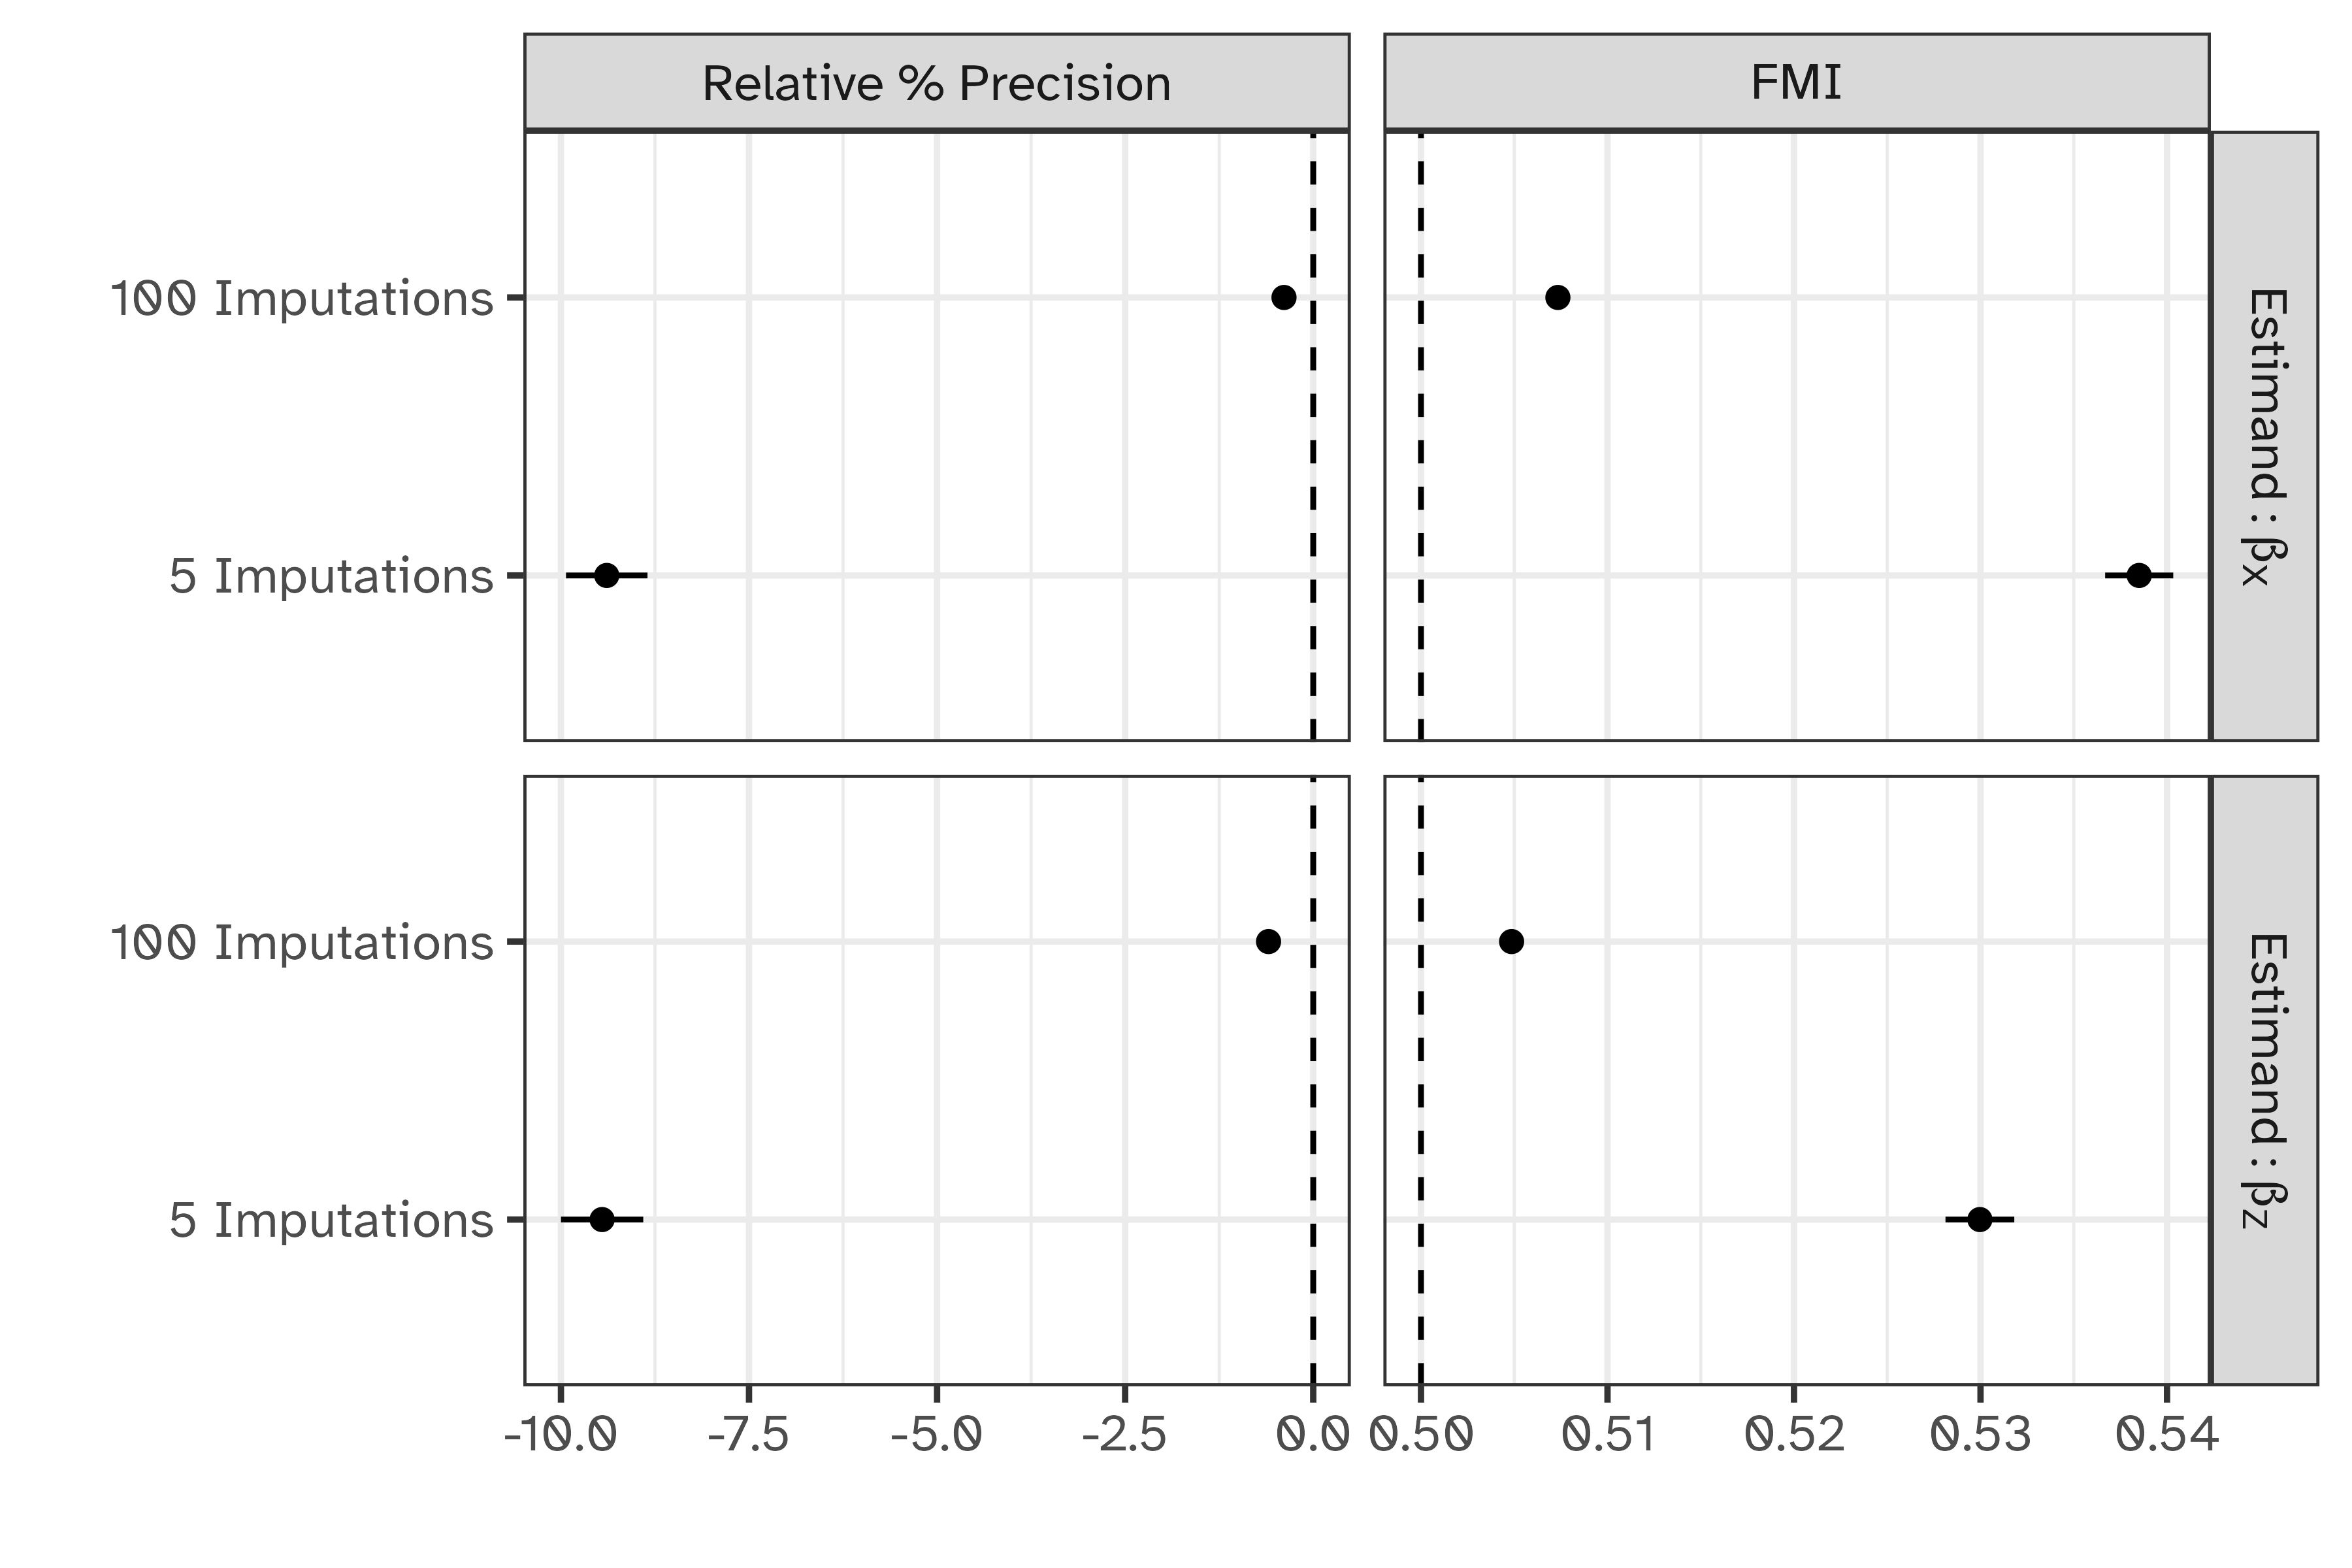 Relative % Precision FMI
100 Imputations
5 Imputations
Estimand : βx
100 Imputations
5 Imputations
Estimand : βz
-10.0 -7.5 -5.0 -2.5 0.0 0.50 0.51 0.52 0.53 0.54